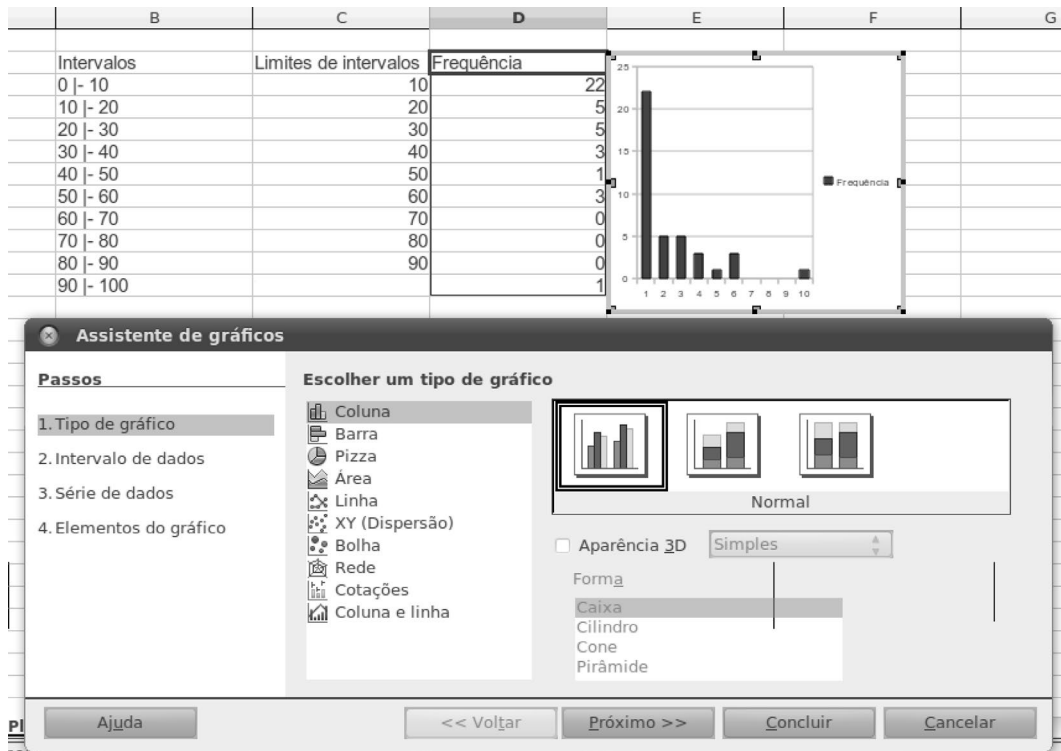 B C D E F G
Intervalos Limites de intervalos Frequência
0 |- 10 10 22
10 |- 20 20 5
20 |- 30 30 5
30 |- 40 40 3
40 |- 50 50 1
50 |- 60 60 3
60 |- 70 70 0
70 |- 80 80 0
80 |- 90 90 0
90 |- 100 1
25
20
15
10
5
0
1 2 3 4 5 6 7 8 9 10
Frequência
Assistente de gráficos
Passos
1. Tipo de gráfico
2. Intervalo de dados
3. Série de dados
4. Elementos do gráfico
Escolher um tipo de gráfico
Coluna
Barra
Pizza
Área
Linha
XY (Dispersão)
Bolha
Rede
Cotações
Coluna e linha
Normal
Aparência 3D Simples
Forma
Caixa
Cilindro
Cone
Pirâmide
Pl
Ajuda << Voltar Próximo >> Concluir Cancelar